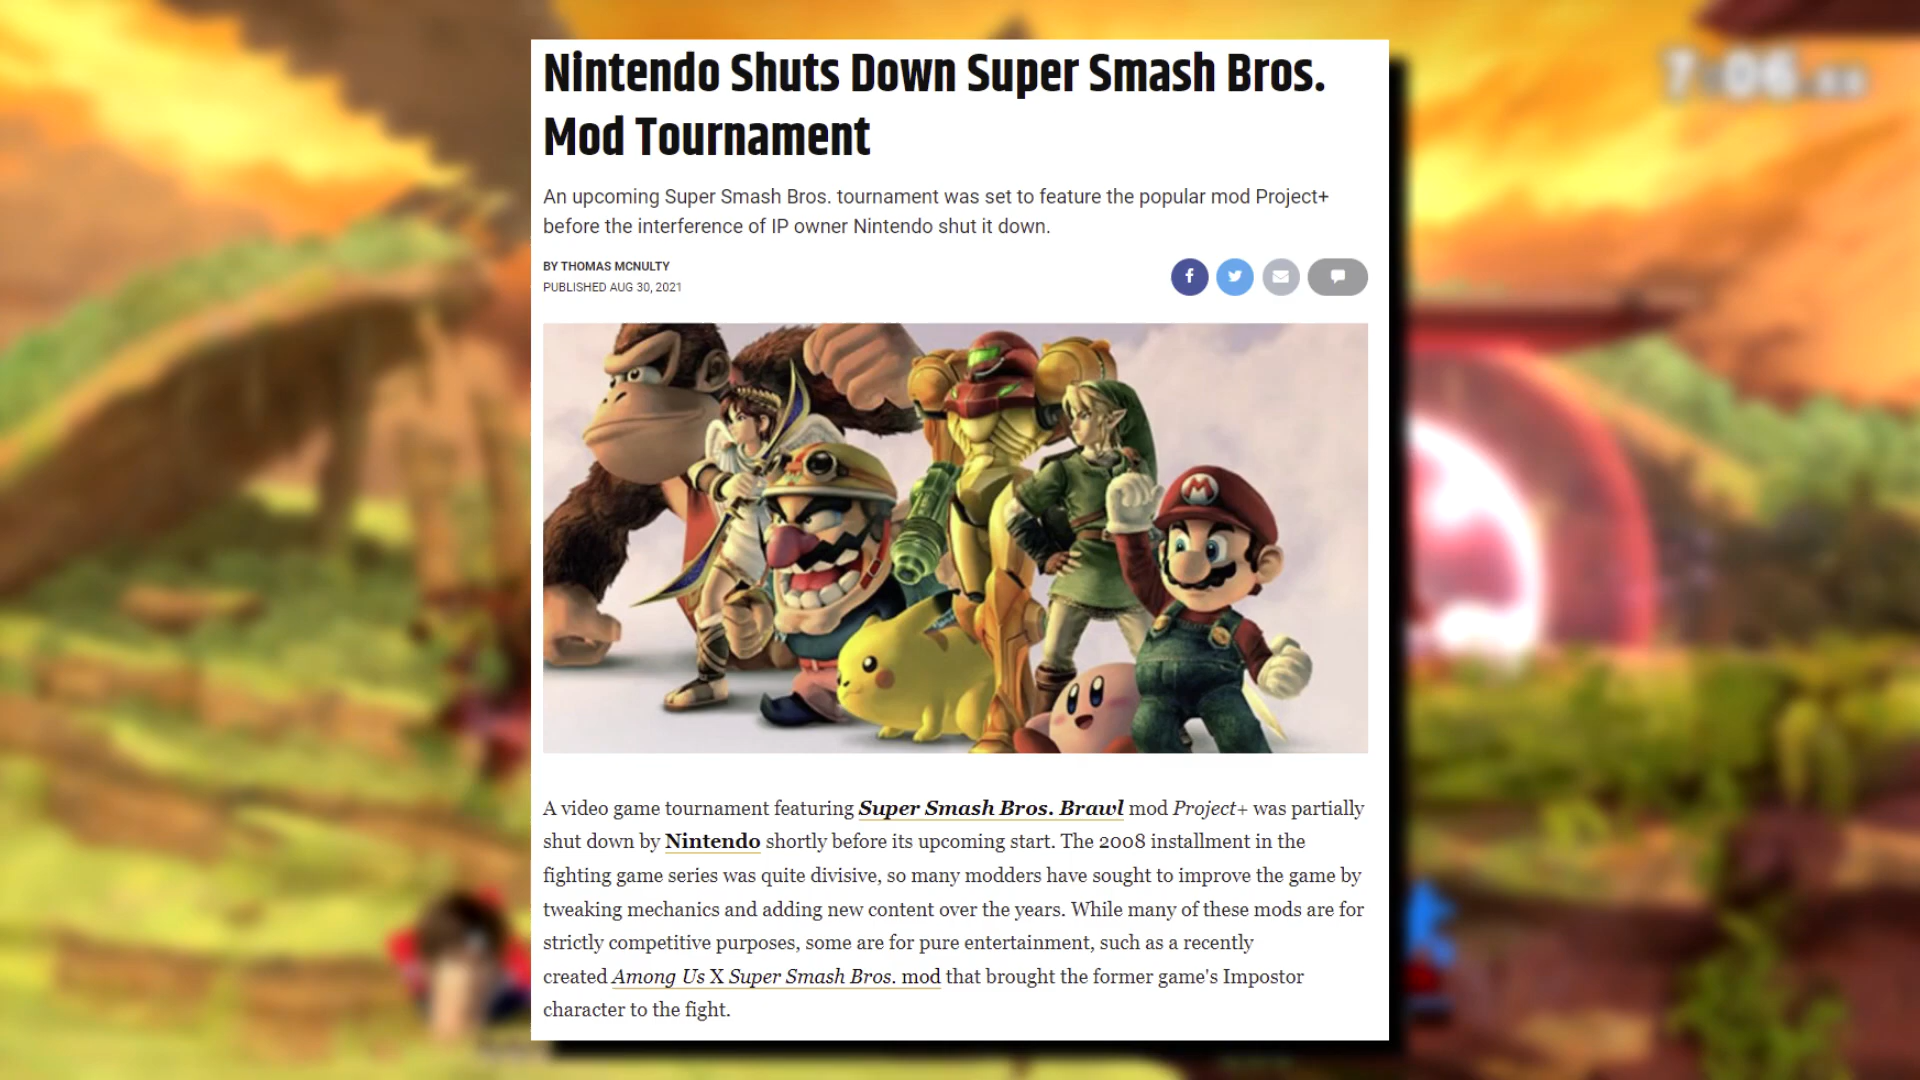 Nintendo Shuts Down Super Smash Bros.
Mod Tournament
An upcoming Super Smash Bros. tournament was set to feature the popular mod Project+
before the interference of IP owner Nintendo shut it down.
BY THOMAS MCNULTY
PUBLISHED AUG 30, 2021
f
M
A video game tournament featuring Super Smash Bros. Brawl mod Project+ was partially
shut down by Nintendo shortly before its upcoming start. The 2008 installment in the
fighting game series was quite divisive, so many modders have sought to improve the game by
tweaking mechanics and adding new content over the years. While many of these mods are for
strictly competitive purposes, some are for pure entertainment, such as a recently
created Among Us X Super Smash Bros. mod that brought the former game's Impostor
character to the fight.